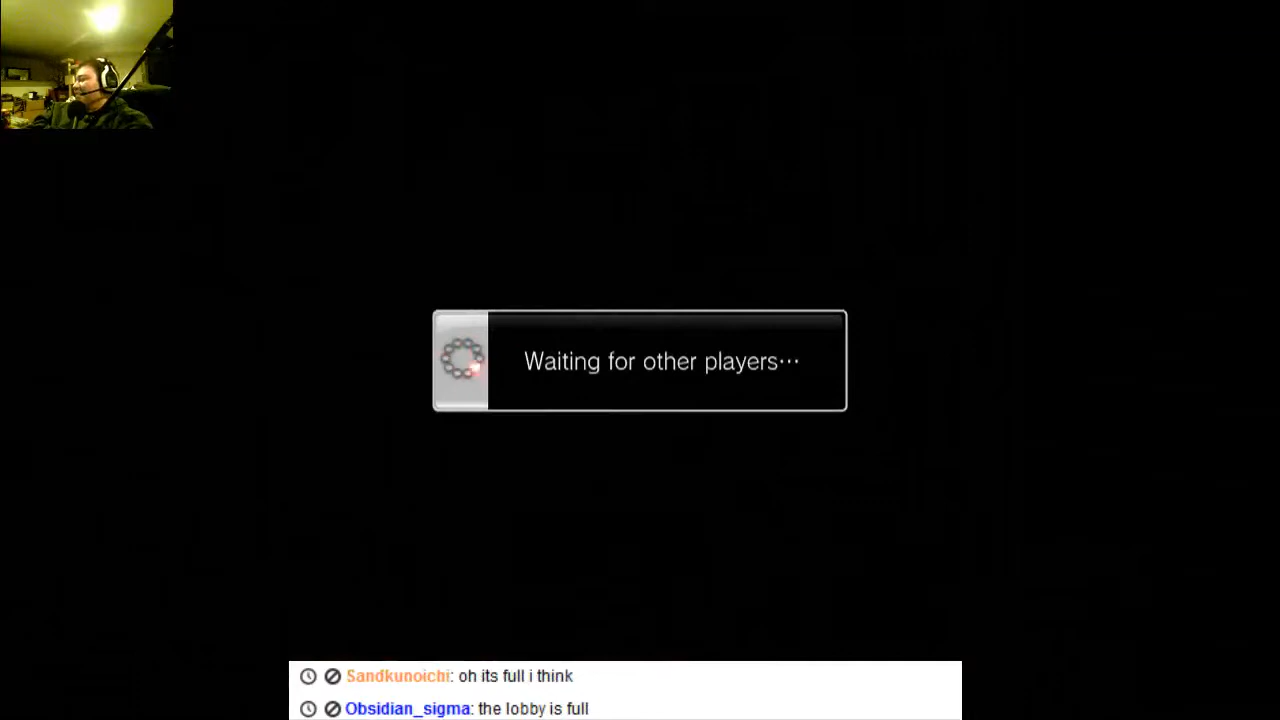 Waiting for other players…
Sandkunoichi: oh its full i think
Obsidian_sigma: the lobby is full